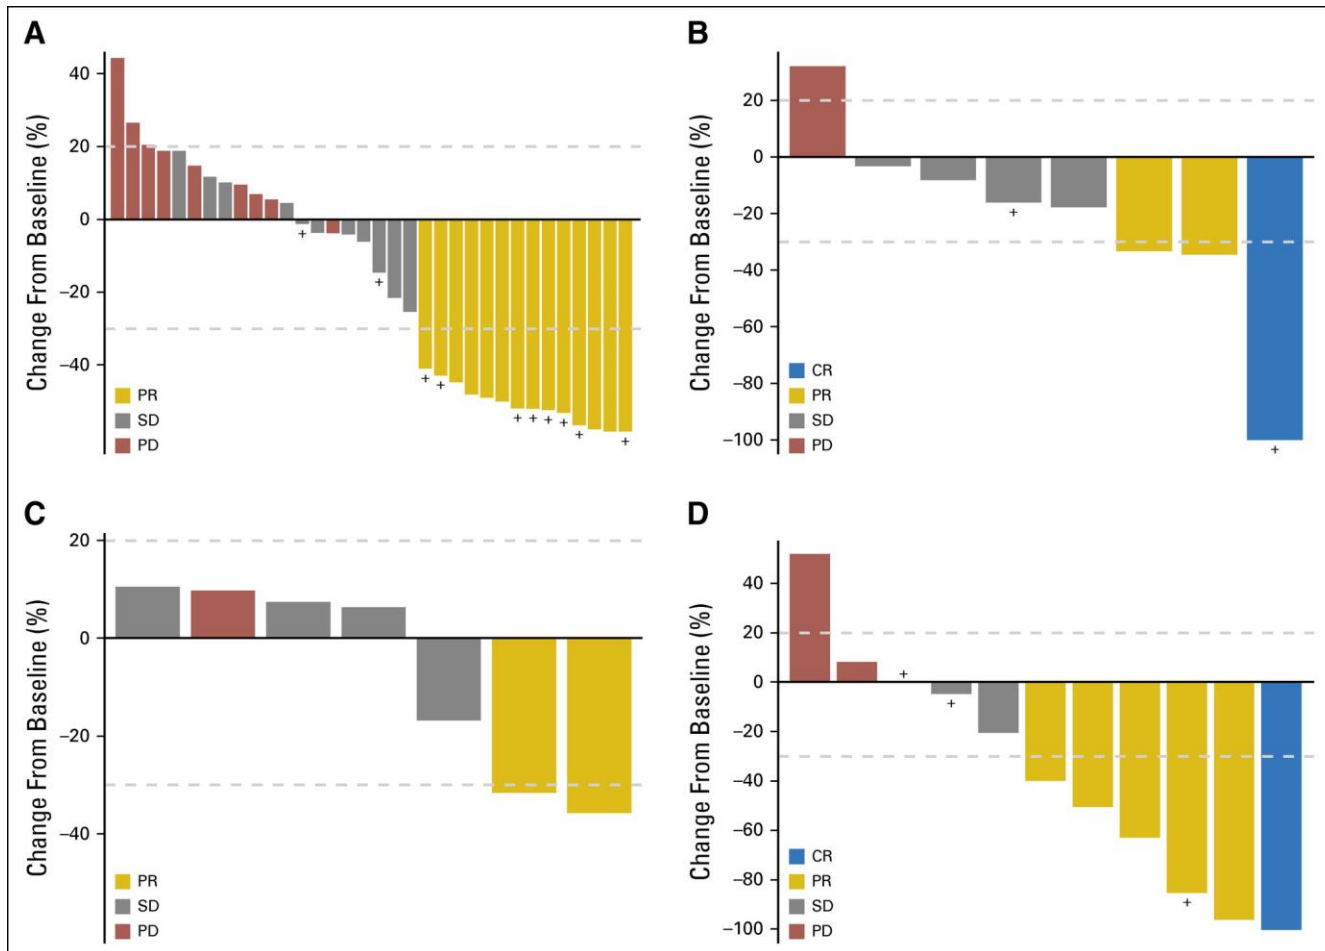 A
Change From Baseline (%)
40
20
0
−20
−40
+
+
+
+
+
+
+
+
+
+
PR
SD
PD
B
Change From Baseline (%)
20
0
−20
−40
−60
−80
−100
+
+
CR
PR
SD
PD
C
Change From Baseline (%)
20
0
−20
−40
PR
SD
PD
D
Change From Baseline (%)
40
20
0
−20
−40
−60
−80
−100
+
+
+
CR
PR
SD
PD